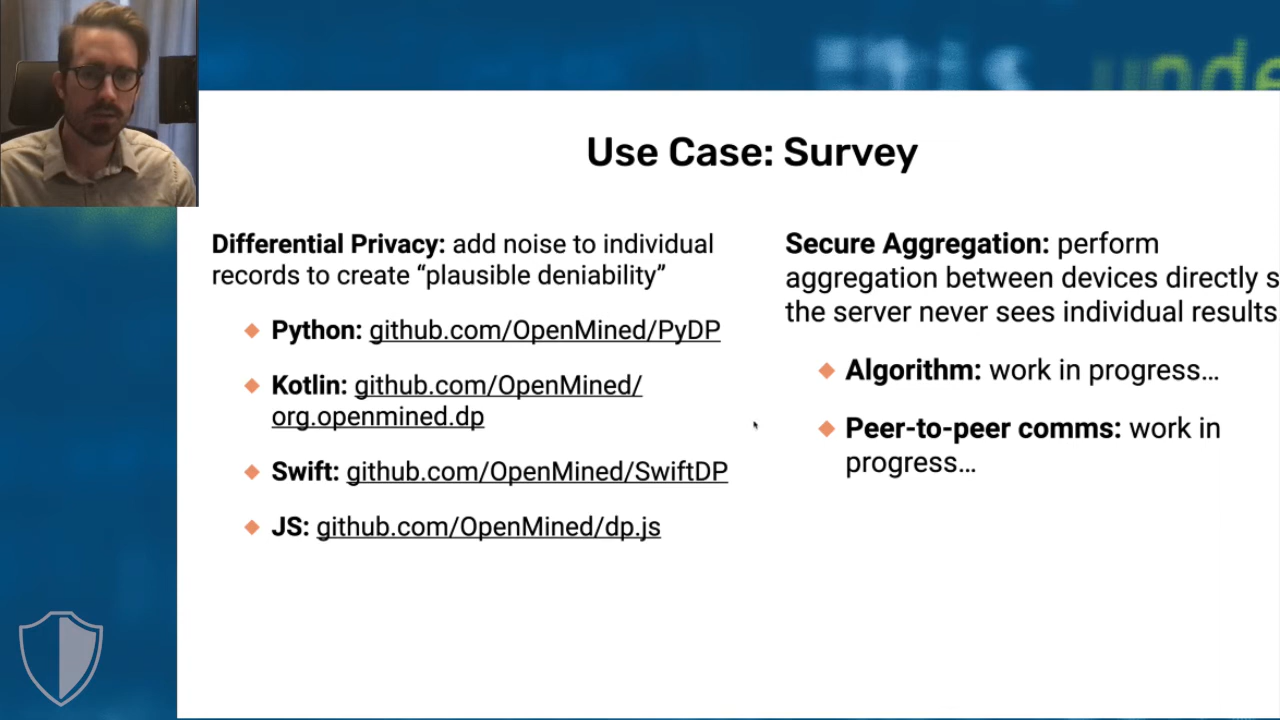 unde
Use Case: Survey
Differential Privacy: add noise to individual
records to create “plausible deniability”
Python: github.com/OpenMined/PyDP
Kotlin: github.com/OpenMined/
org.openmined.dp
Swift: github.com/OpenMined/SwiftDP
JS: github.com/OpenMined/dp.js
Secure Aggregation: perform
aggregation between devices directly s
the server never sees individual results
Algorithm: work in progress…
Peer-to-peer comms: work in
progress…